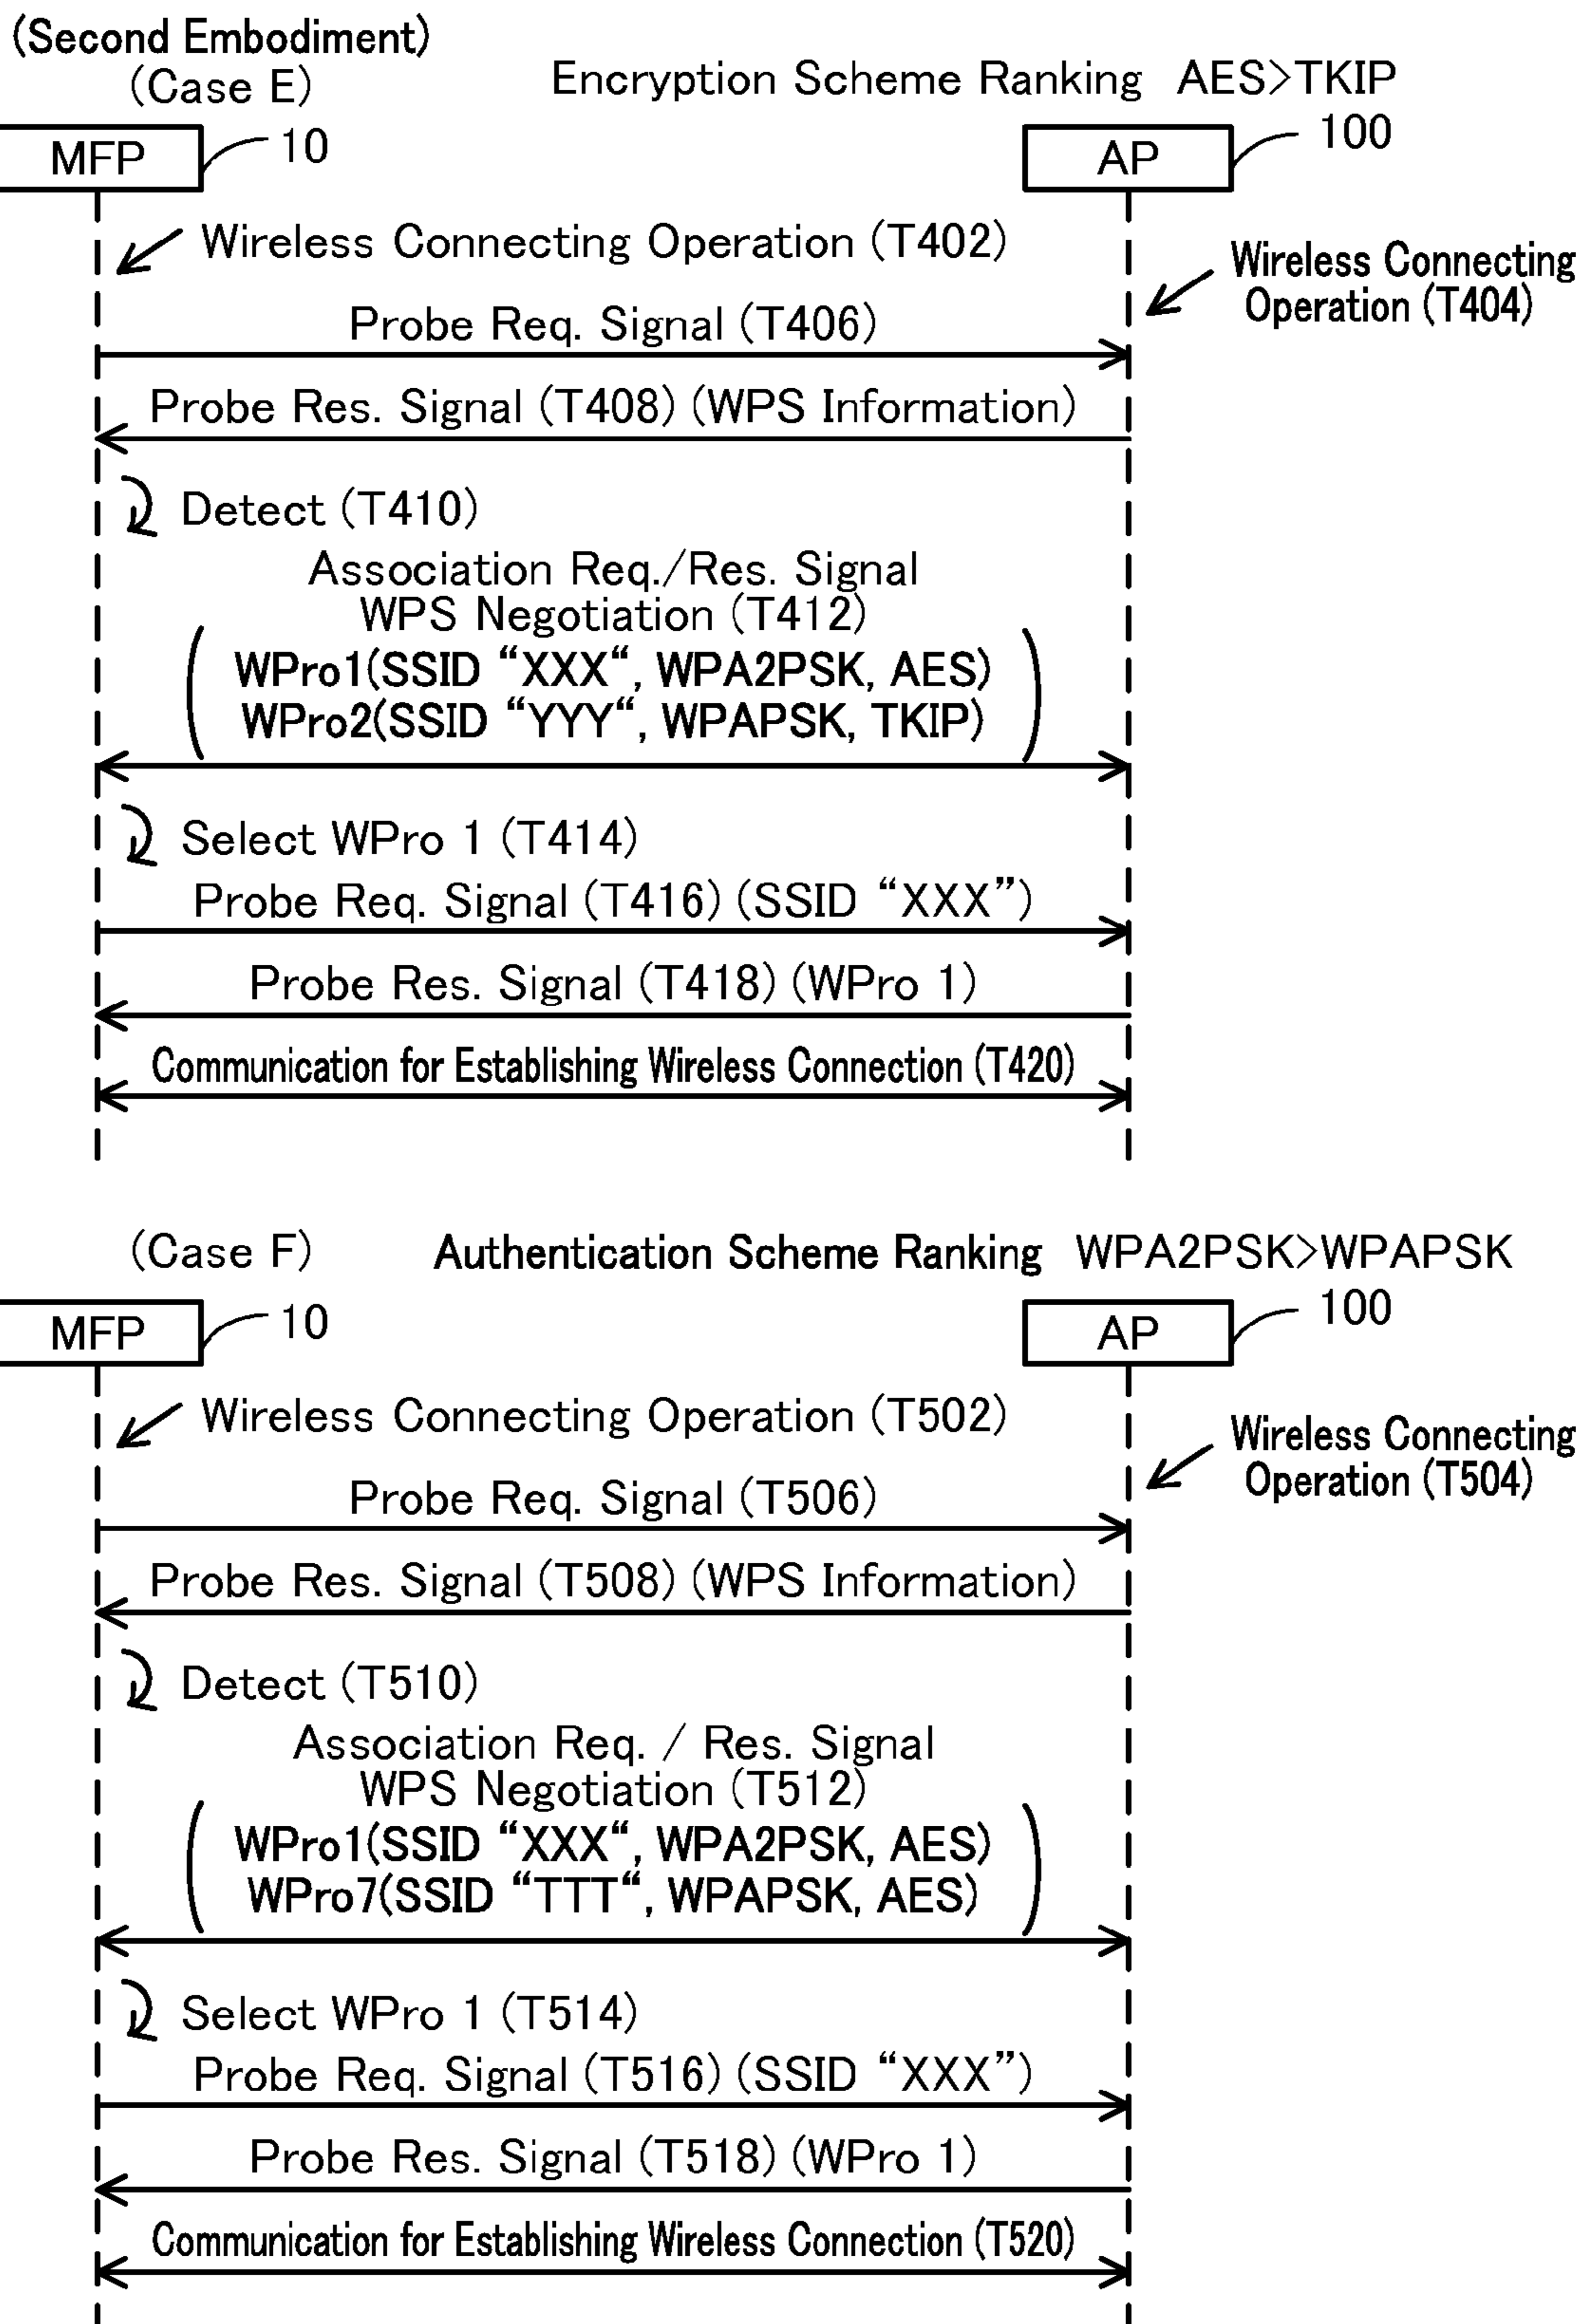 (Second Embodiment)
(Case E)
Encryption Scheme Ranking AES>TKIP
MFP
10
AP
100
Wireless Connecting Operation (T402)
Wireless Connecting
Operation (T404)
Probe Req. Signal (T406)
Probe Res. Signal (T408) (WPS Information)
Detect (T410)
Association Req./Res. Signal
WPS Negotiation (T412)
WPro1(SSID “XXX“, WPA2PSK, AES)
WPro2(SSID “YYY“, WPAPSK, TKIP)
Select WPro 1 (T414)
Probe Req. Signal (T416) (SSID “XXX”)
Probe Res. Signal (T418) (WPro 1)
Communication for Establishing Wireless Connection (T420)
(Case F)
Authentication Scheme Ranking WPA2PSK>WPAPSK
MFP
10
AP
100
Wireless Connecting Operation (T502)
Wireless Connecting
Operation (T504)
Probe Req. Signal (T506)
Probe Res. Signal (T508) (WPS Information)
Detect (T510)
Association Req. / Res. Signal
WPS Negotiation (T512)
WPro1(SSID “XXX“, WPA2PSK, AES)
WPro7(SSID “TTT“, WPAPSK, AES)
Select WPro 1 (T514)
Probe Req. Signal (T516) (SSID “XXX”)
Probe Res. Signal (T518) (WPro 1)
Communication for Establishing Wireless Connection (T520)